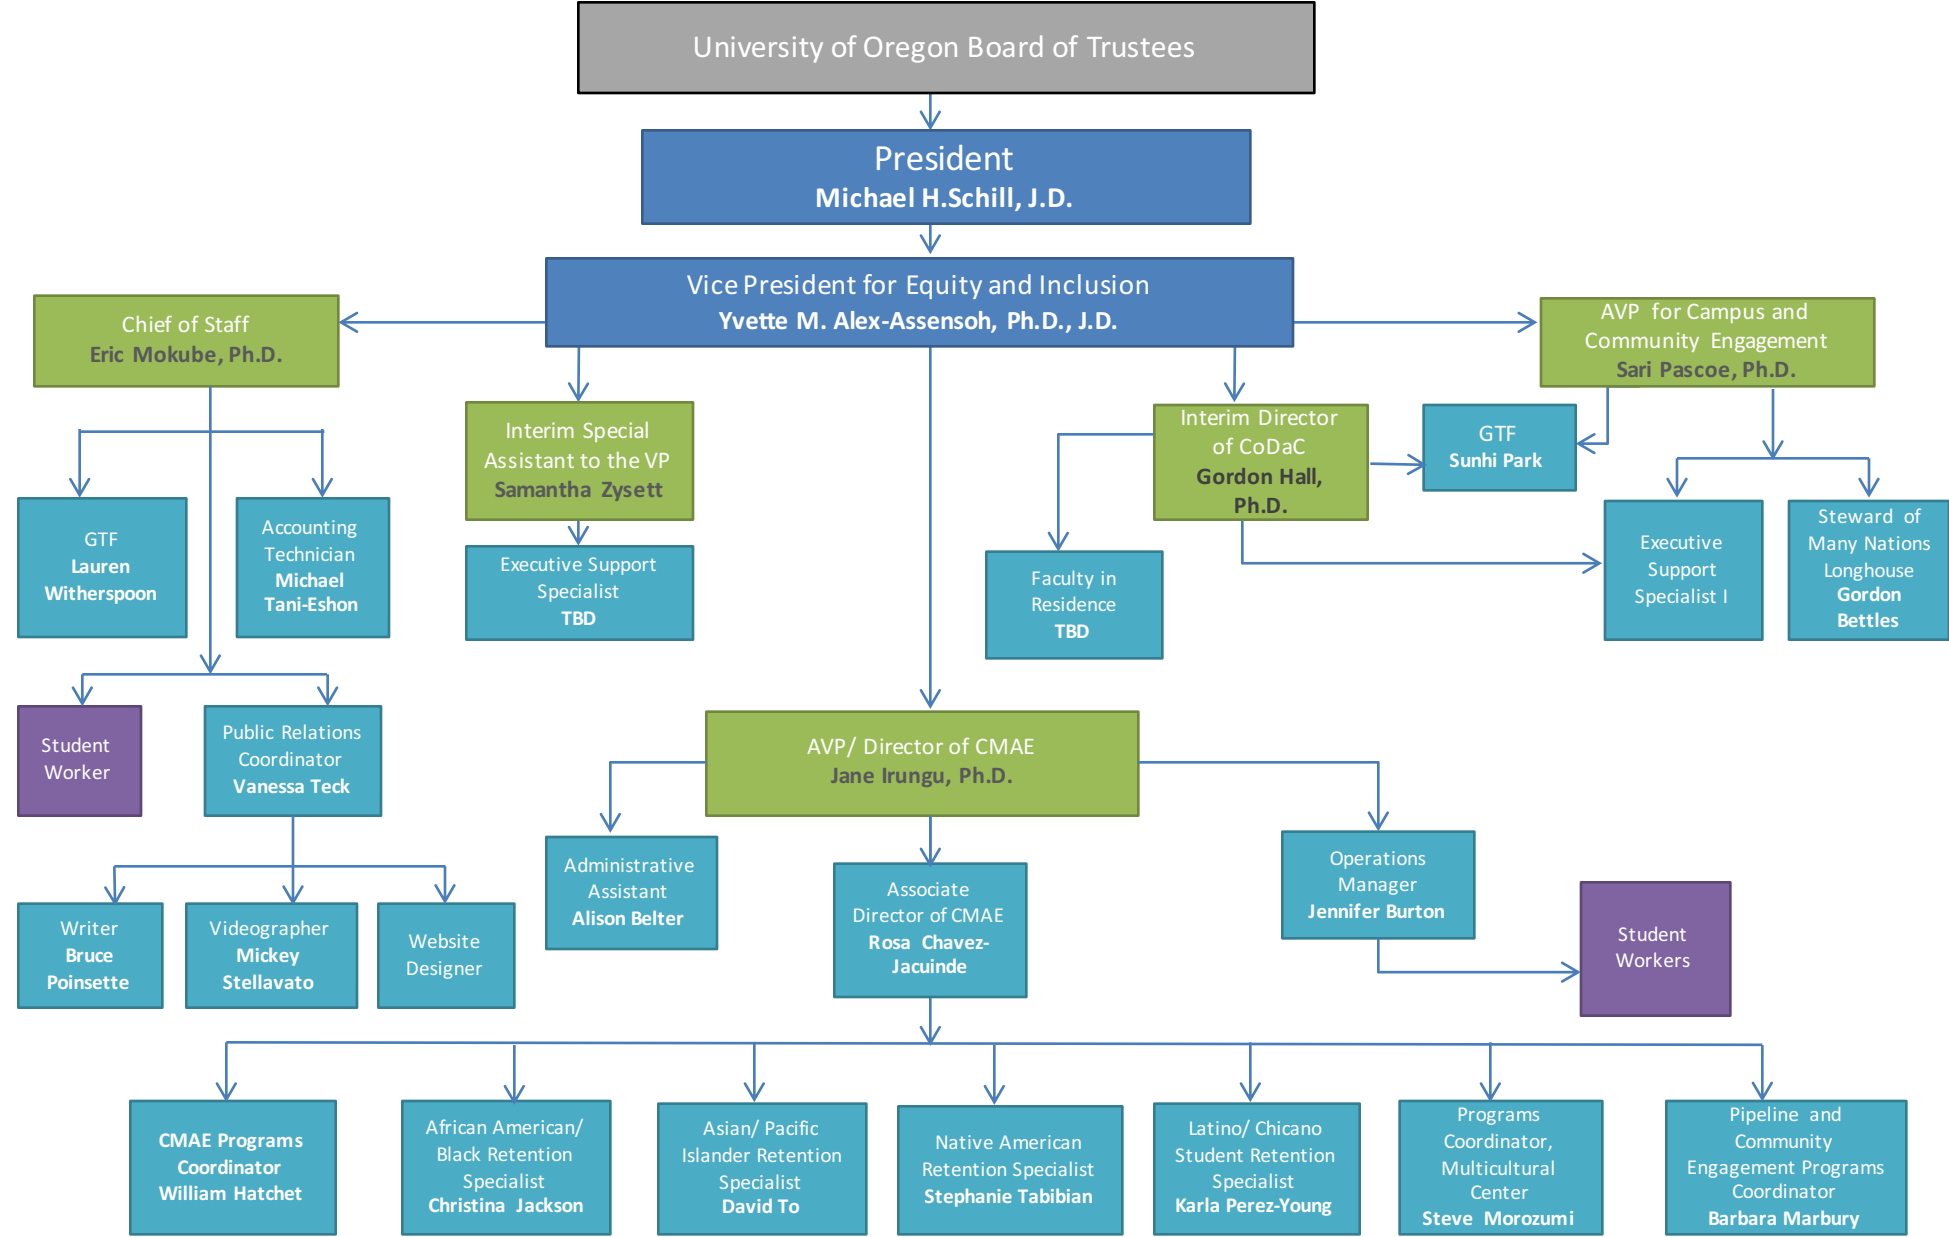 University of Oregon Board of Trustees
President
Michael H.Schill, J.D.
Vice President for Equity and Inclusion
Yvette M. Alex-Assensoh, Ph.D., J.D.
Chief of Staff
Eric Mokube, Ph.D.
AVP for Campus and
Community Engagement
Sari Pascoe, Ph.D.
Interim Special
Assistant to the VP
Samantha Zysett
Interim Director
of CoDaC
Gordon Hall,
Ph.D.
GTF
Sunhi Park
GTF
Lauren
Witherspoon
Accounting
Technician
Michael
Tani-Eshon
Executive Support
Specialist
TBD
Faculty in
Residence
TBD
Executive
Support
Specialist I
Steward of
Many Nations
Longhouse
Gordon
Bettles
Student
Worker
Public Relations
Coordinator
Vanessa Teck
AVP/ Director of CMAE
Jane Irungu, Ph.D.
Administrative
Assistant
Alison Belter
Associate
Director of CMAE
Rosa Chavez-
Jacuinde
Operations
Manager
Jennifer Burton
Student
Workers
Writer
Bruce
Poinsette
Videographer
Mickey
Stellavato
Website
Designer
CMAE Programs
Coordinator
William Hatchet
African American/
Black Retention
Specialist
Christina Jackson
Asian/ Pacific
Islander Retention
Specialist
David To
Native American
Retention Specialist
Stephanie Tabibian
Latino/ Chicano
Student Retention
Specialist
Karla Perez-Young
Programs
Coordinator,
Multicultural
Center
Steve Morozumi
Pipeline and
Community
Engagement Programs
Coordinator
Barbara Marbury